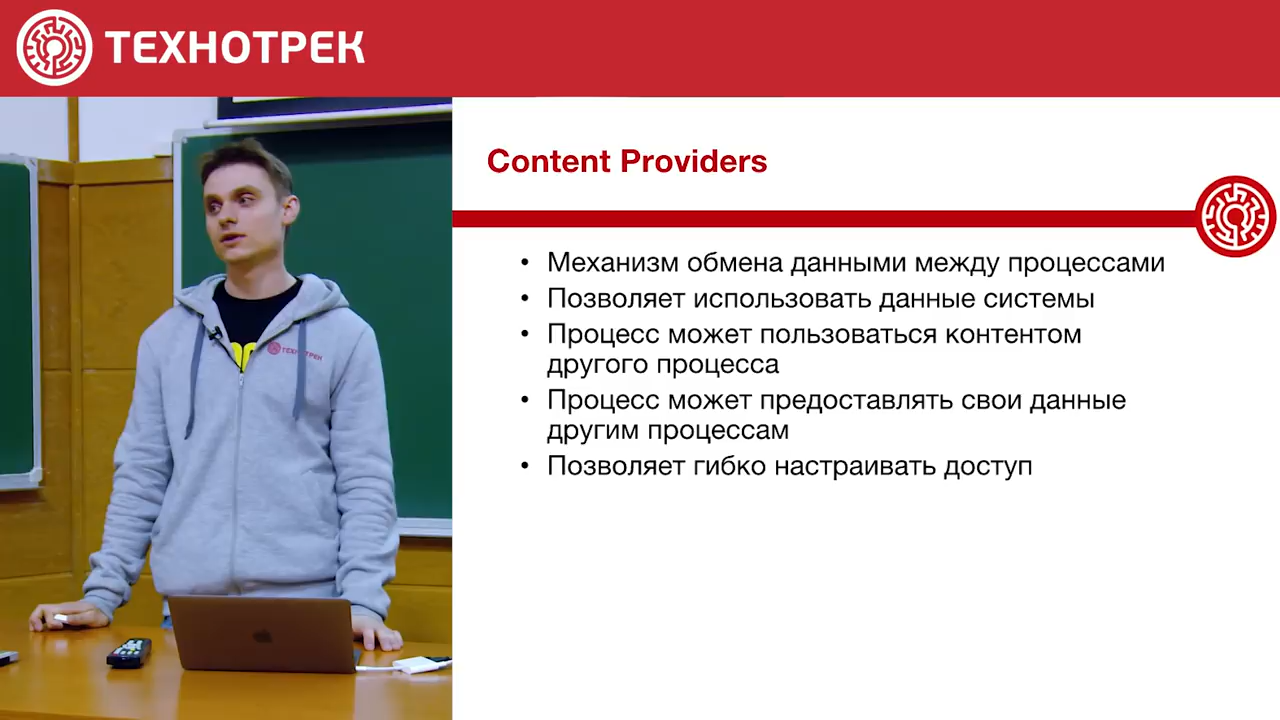 ТЕХНОТРЕК
Content Providers
• Механизм обмена данными между процессами
• Позволяет использовать данные системы
• Процесс может пользоваться контентом
другого процесса
• Процесс может предоставлять свои данные
другим процессам
• Позволяет гибко настраивать доступ
ТЕХНОТРЕК